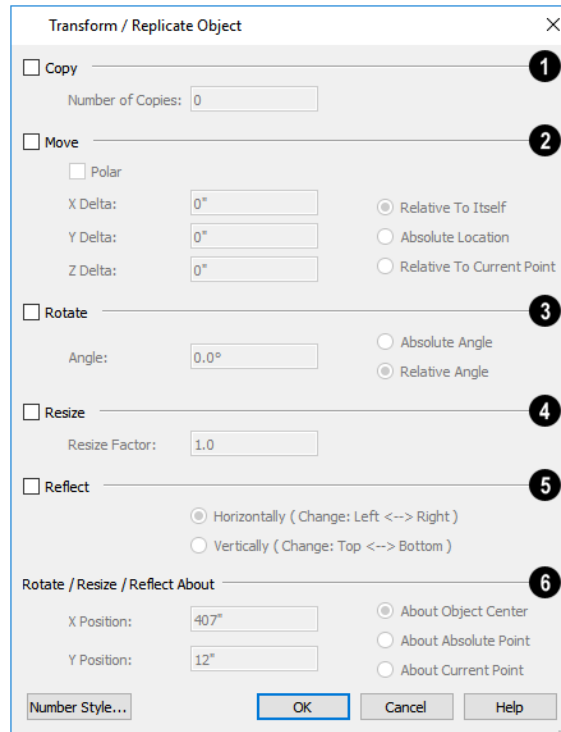 Transform / Replicate Object
Copy 1
Number of Copies: 0
Move 2
Polar
X Delta: 0" Relative To Itself
Y Delta: 0" Absolute Location
Z Delta: 0" Relative To Current Point
Rotate 3
Absolute Angle
Angle: 0.0°
Relative Angle
Resize 4
Resize Factor: 1.0
Reflect 5
Horizontally ( Change: Left <--> Right )
Vertically ( Change: Top <--> Bottom )
Rotate / Resize / Reflect About 6
X Position: 407" About Object Center
About Absolute Point
Y Position: 12"
About Current Point
Number Style... OK Cancel Help